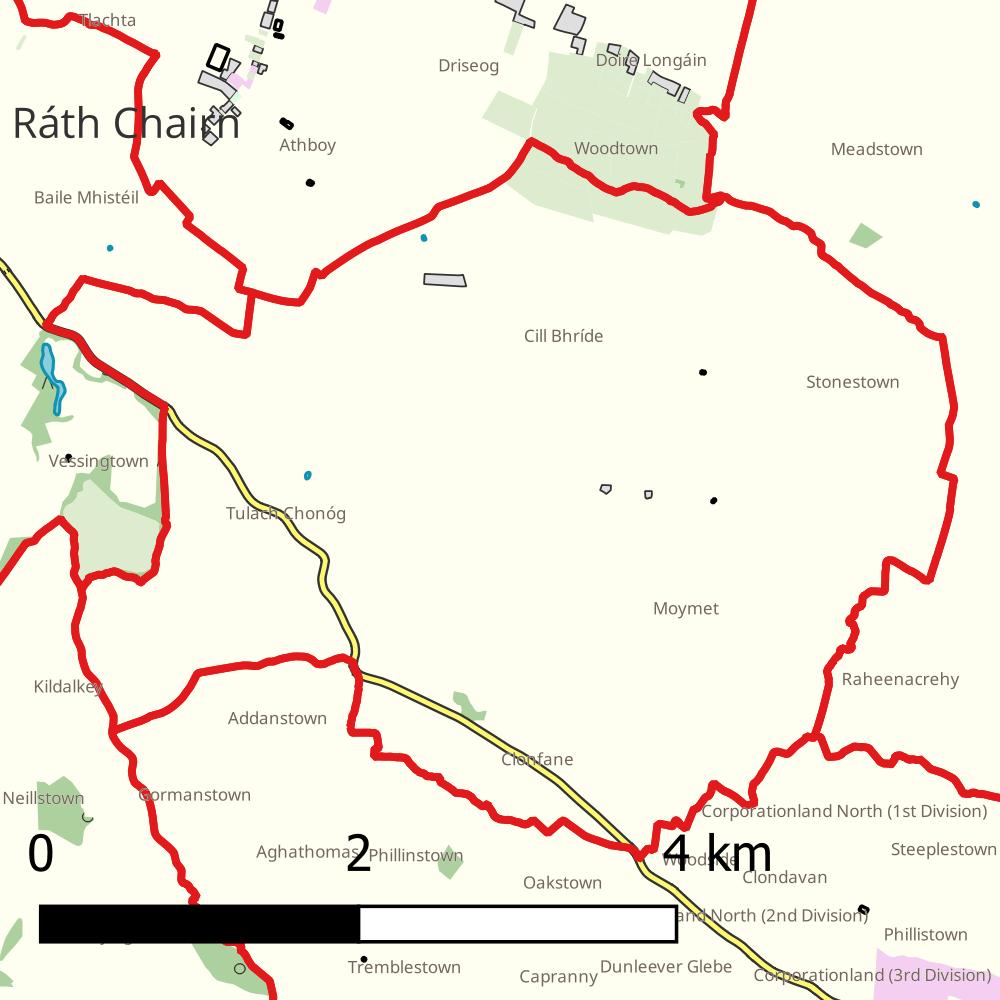 Tlachta
Driseog
Doire Longáin
Ráth Chairn
Athboy
Woodtown
Meadstown
Baile Mhistéil
Cill Bhríde
Stonestown
Vessingtown
Tulach Chonóg
Moymet
Kildalkey
Raheenacrehy
Addanstown
Clonfane
Neillstown
Gormanstown
Corporationland North (1st Division)
0 2 4 km
Aghathomas
Phillinstown
Woodside
Steeplestown
Oakstown
Clondavan
and North (2nd Division)
Phillistown
Tremblestown
Capranny
Dunleever Glebe
Corporationland (3rd Division)